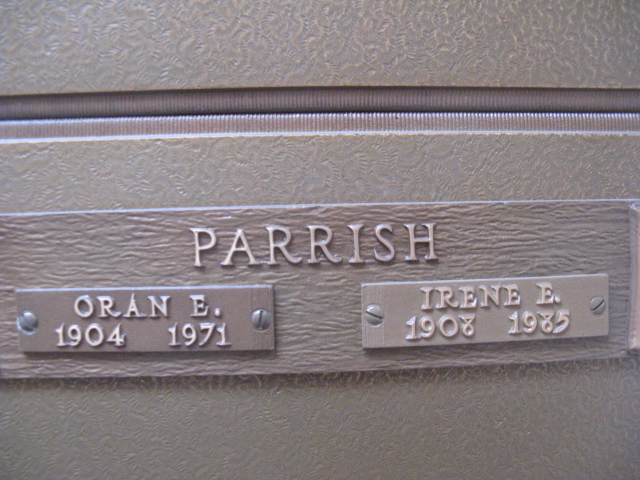 PARRISH
ORAN E.
1904 1971
IRENE E.
1908 1985